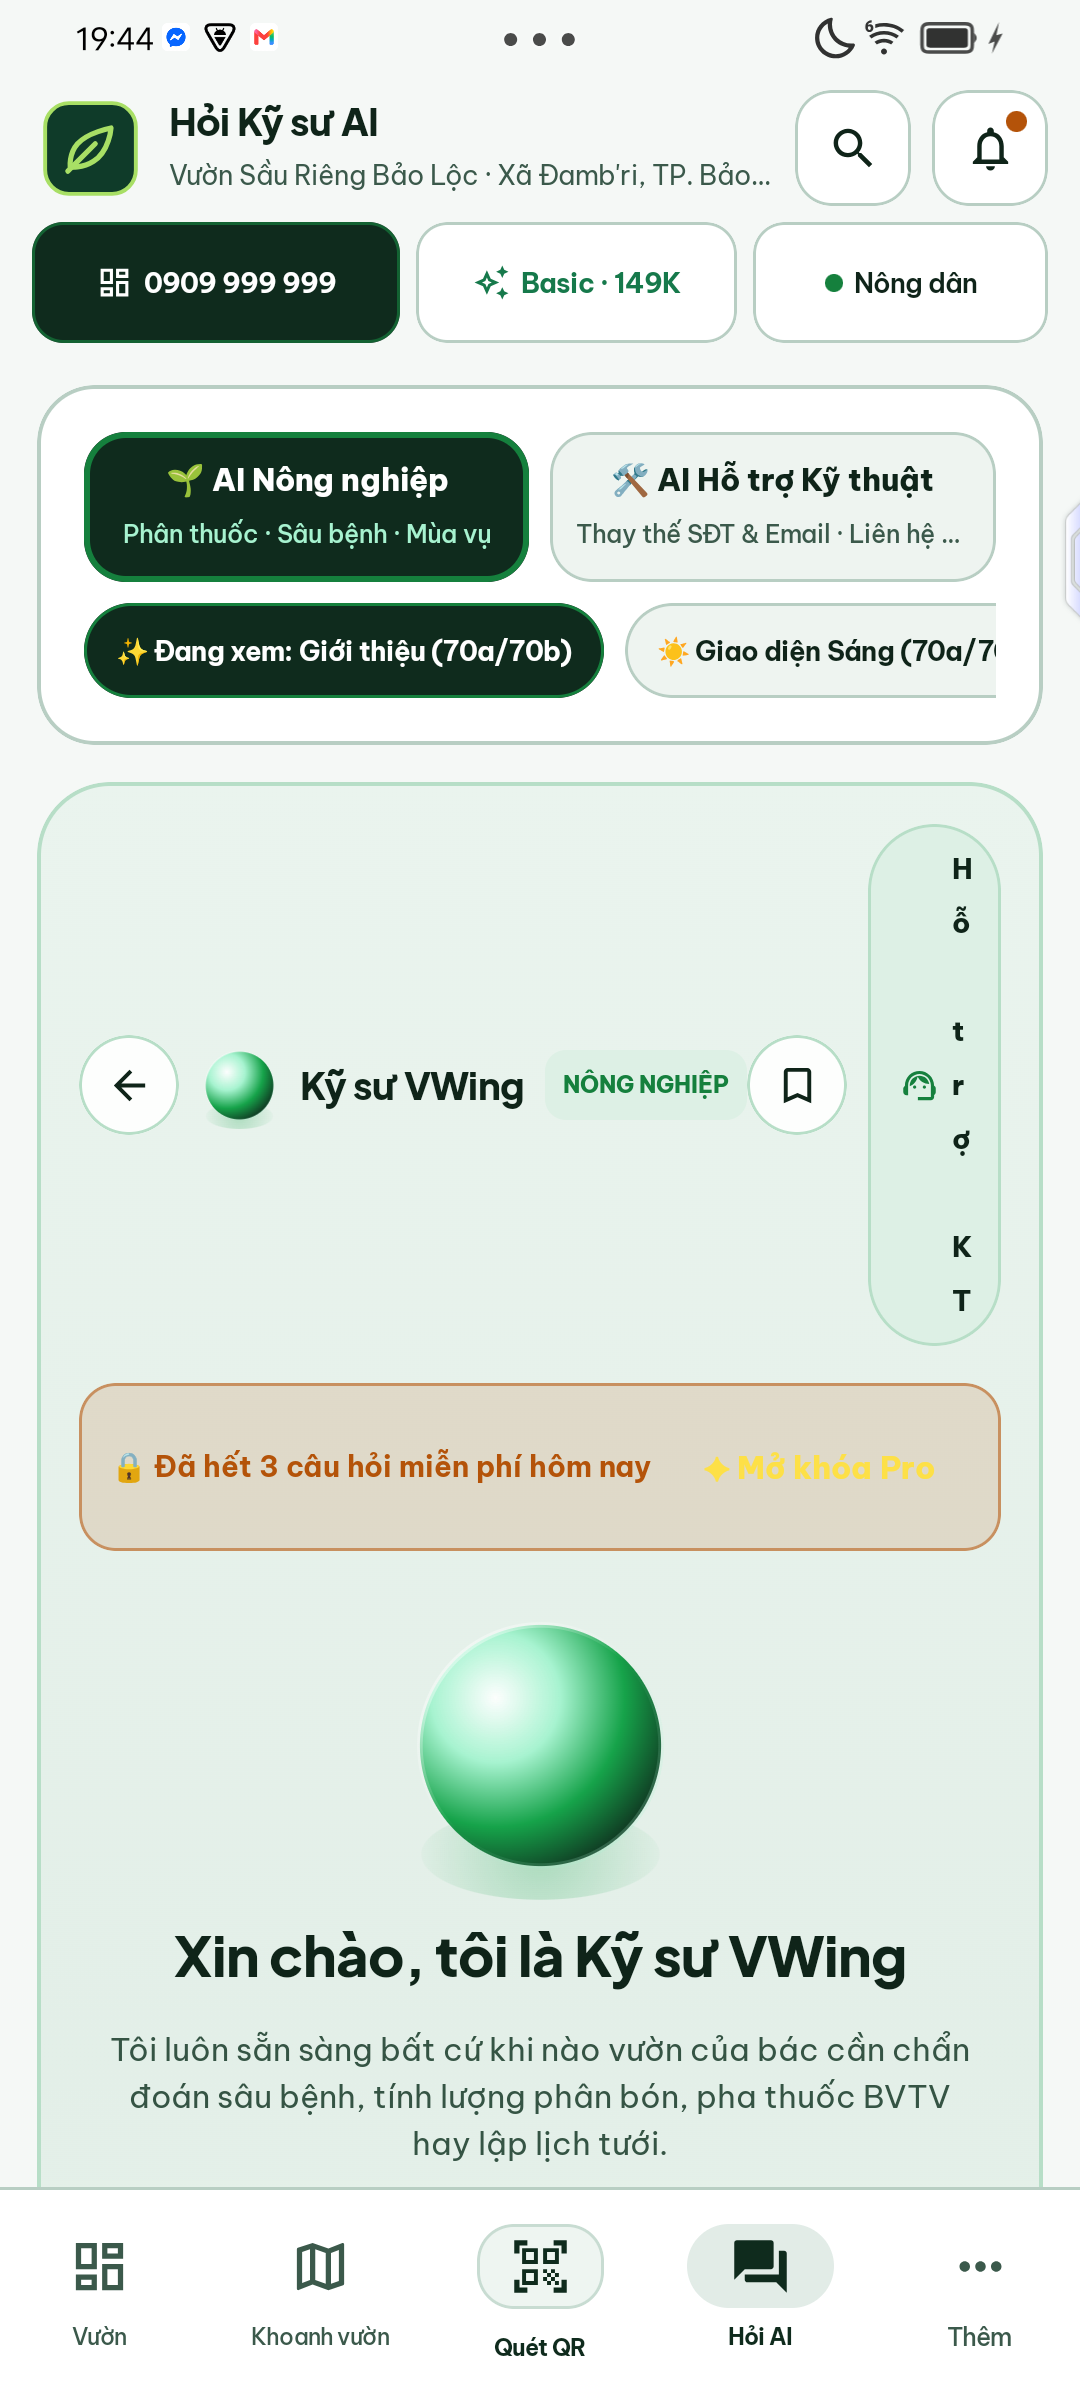 19:44
6
Hỏi Kỹ sư AI
Vườn Sầu Riêng Bảo Lộc · Xã Đamb'ri, TP. Bảo...
0909 999 999
Basic · 149K
Nông dân
🌱 AI Nông nghiệp
Phân thuốc · Sâu bệnh · Mùa vụ
🛠️ AI Hỗ trợ Kỹ thuật
Thay thế SĐT & Email · Liên hệ ...
✨ Đang xem: Giới thiệu (70a/70b)
☀️ Giao diện Sáng (70a/70
Kỹ sư VWing
NÔNG NGHIỆP
H
ỗ
t
r
ợ
K
T
🔒 Đã hết 3 câu hỏi miễn phí hôm nay
✦ Mở khóa Pro
Xin chào, tôi là Kỹ sư VWing
Tôi luôn sẵn sàng bất cứ khi nào vườn của bác cần chẩn
đoán sâu bệnh, tính lượng phân bón, pha thuốc BVTV
hay lập lịch tưới.
Vườn
Khoanh vườn
Quét QR
Hỏi AI
Thêm